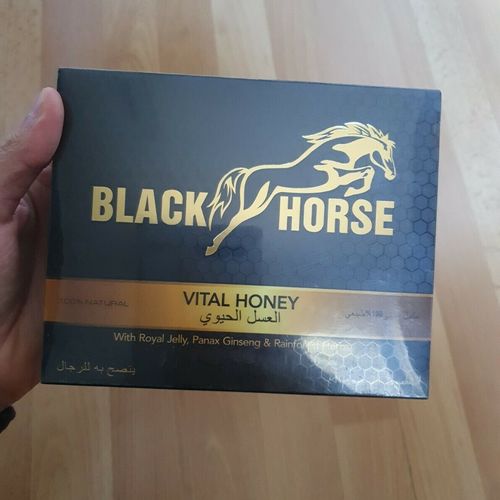 BLACK HORSE
100% NATURAL
VITAL HONEY
العسل الحيوي
With Royal Jelly, Panax Ginseng & Rainforest Herbs
ينصح به للرجال